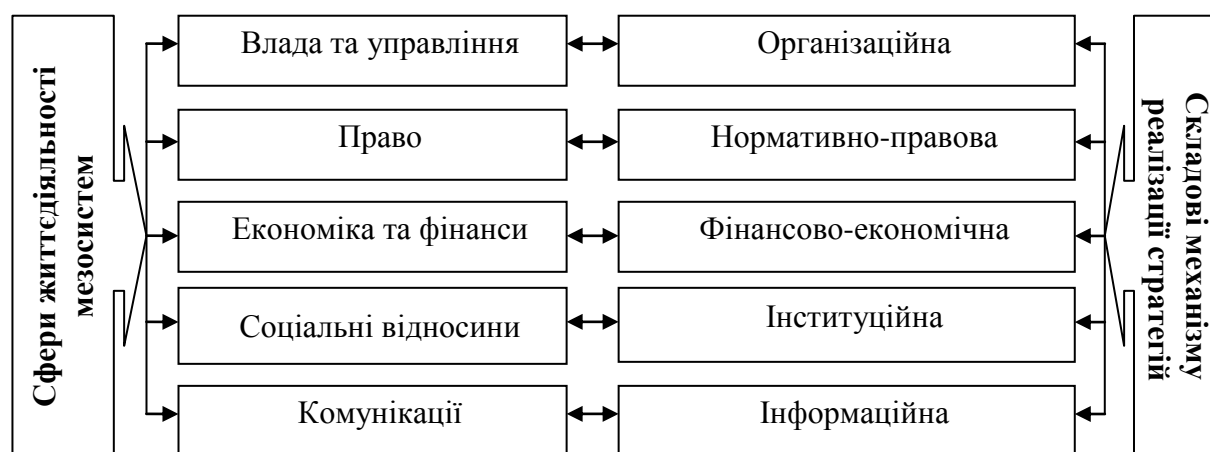 Сфери життєдіяльності
мезосистем
Влада та управління
Організаційна
Право
Нормативно-правова
Економіка та фінанси
Фінансово-економічна
Соціальні відносини
Інституційна
Комунікації
Інформаційна
Складові механізму
реалізації стратегій